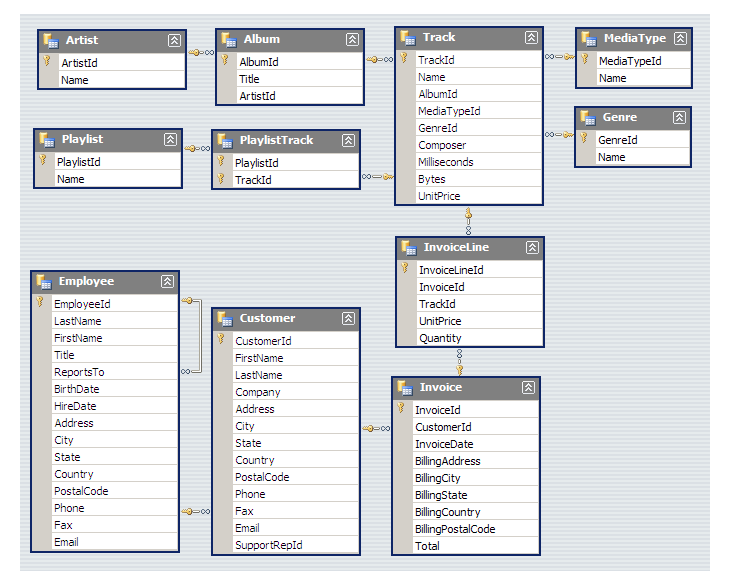 Artist
ArtistId
Name
Album
AlbumId
Title
ArtistId
Track
TrackId
Name
AlbumId
MediaTypeId
GenreId
Composer
Milliseconds
Bytes
UnitPrice
MediaType
MediaTypeId
Name
Genre
GenreId
Name
Playlist
PlaylistId
Name
PlaylistTrack
PlaylistId
TrackId
InvoiceLine
InvoiceLineId
InvoiceId
TrackId
UnitPrice
Quantity
Employee
EmployeeId
LastName
FirstName
Title
ReportsTo
BirthDate
HireDate
Address
City
State
Country
PostalCode
Phone
Fax
Email
Customer
CustomerId
FirstName
LastName
Company
Address
City
State
Country
PostalCode
Phone
Fax
Email
SupportRepId
Invoice
InvoiceId
CustomerId
InvoiceDate
BillingAddress
BillingCity
BillingState
BillingCountry
BillingPostalCode
Total